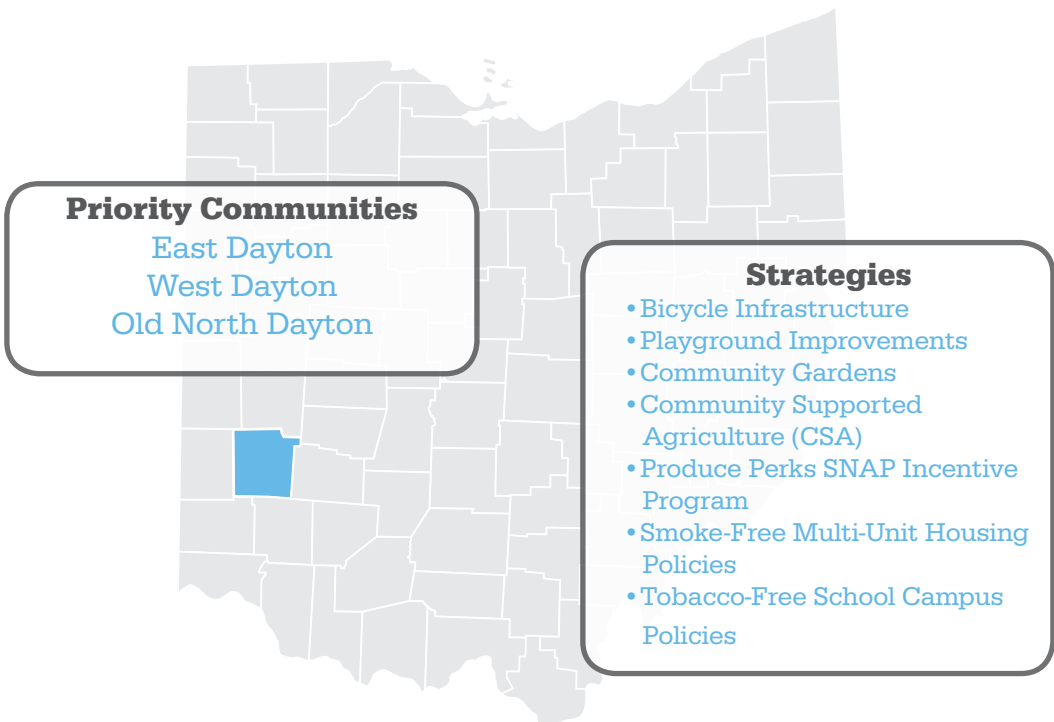 Priority Communities
East Dayton
West Dayton
Old North Dayton
Strategies
•Bicycle Infrastructure
•Playground Improvements
•Community Gardens
•Community Supported
Agriculture (CSA)
•Produce Perks SNAP Incentive
Program
•Smoke-Free Multi-Unit Housing
Policies
•Tobacco-Free School Campus
Policies